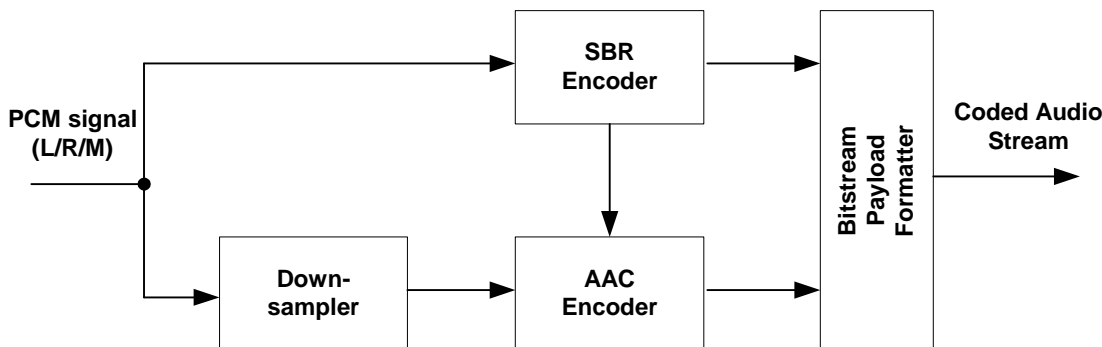 SBR
Encoder
PCM signal
(L/R/M)
Coded Audio
Stream
Bitstream
Payload
Formatter
Down-
sampler
AAC
Encoder